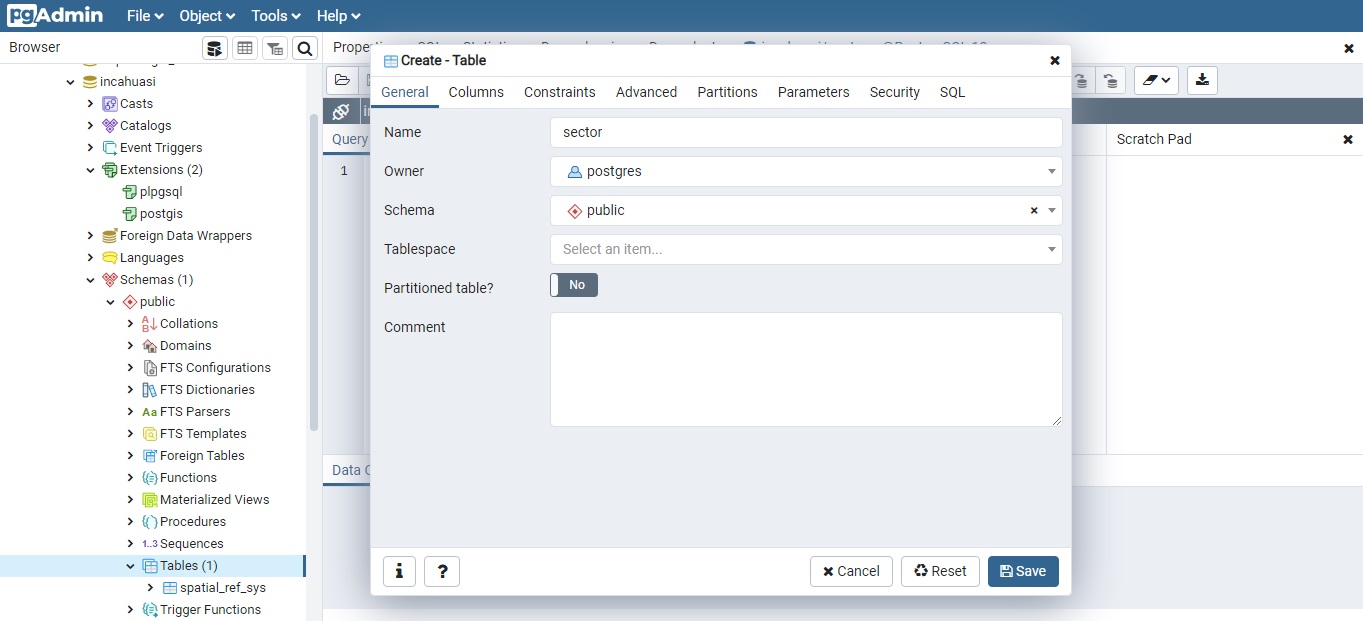 pgAdmin File Object Tools Help
Browser
incahuasi
Casts
Catalogs
Event Triggers
Extensions (2)
plpgsql
postgis
Foreign Data Wrappers
Languages
Schemas (1)
public
Collations
Domains
FTS Configurations
FTS Dictionaries
Aa FTS Parsers
FTS Templates
Foreign Tables
Functions
Materialized Views
Procedures
1..3 Sequences
Tables (1)
spatial_ref_sys
Trigger Functions
Query
1
Scratch Pad
Create - Table
General Columns Constraints Advanced Partitions Parameters Security SQL
Name sector
Owner postgres
Schema public
Tablespace Select an item...
Partitioned table? No
Comment
i ? Cancel Reset Save